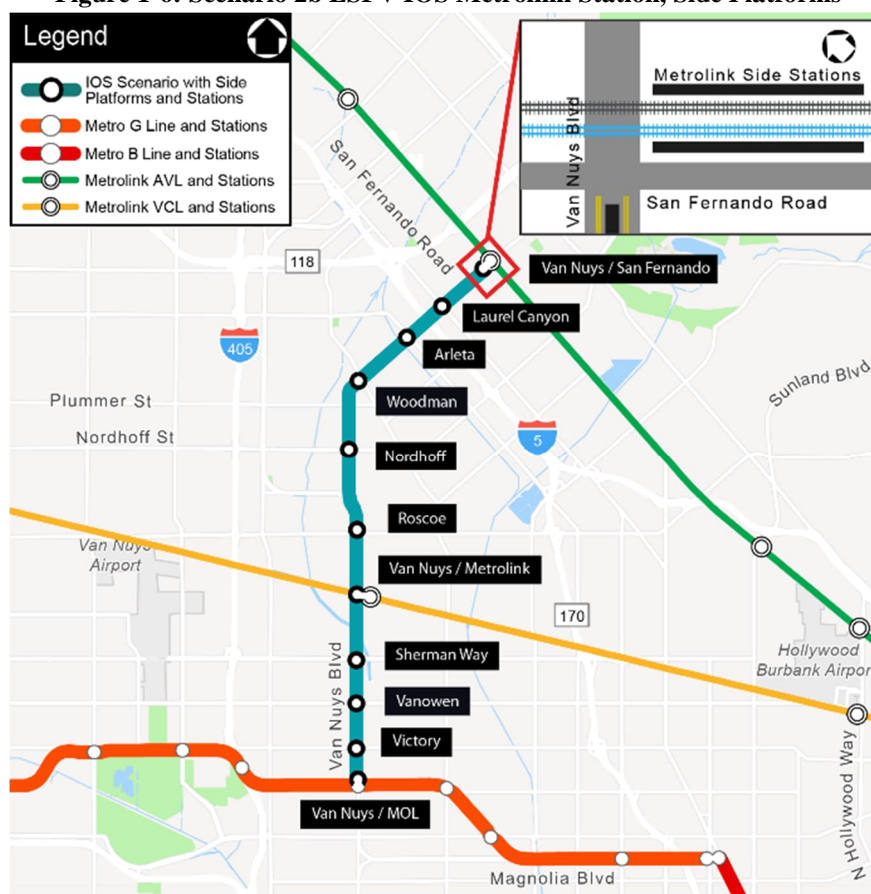 Figure 1-6: Scenario 2b ESFV IOS Metrolink Station, Side Platforms
Legend
IOS Scenario with Side
Platforms and Stations
Metro G Line and Stations
Metro B Line and Stations
Metrolink AVL and Stations
Metrolink VCL and Stations
Metrolink Side Stations
Van Nuys Blvd
San Fernando Road
San Fernando Road
118
Van Nuys / San Fernando
Laurel Canyon
405
Arleta
Sunland Blvd
Plummer St
Woodman
Nordhoff St
5
Nordhoff
Roscoe
Van Nuys
Airport
Van Nuys / Metrolink
170
Sherman Way
Hollywood
Burbank Airport
Van Nuys Blvd
Vanowen
Victory
N Hollywood Way
Van Nuys / MOL
Magnolia Blvd